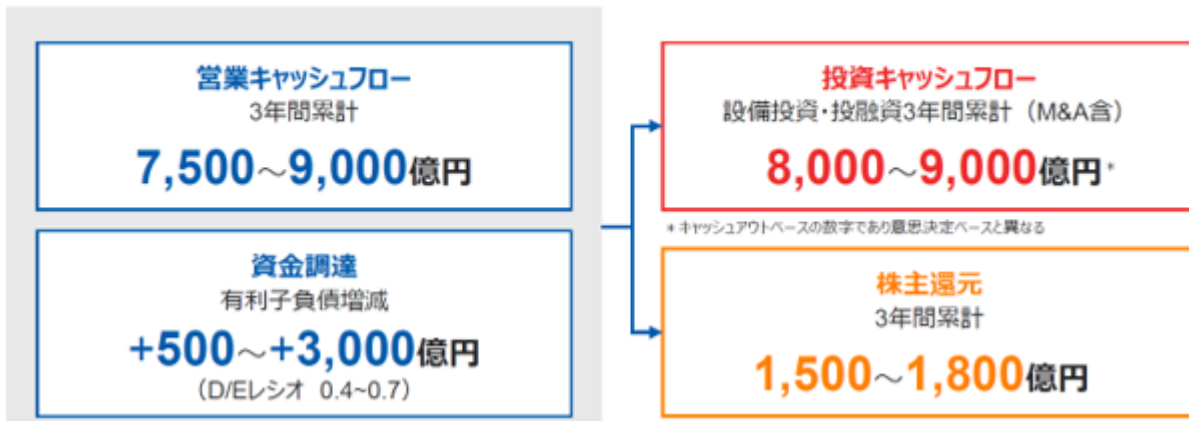 営業キャッシュフロー
3年間累計
7,500～9,000億円
資金調達
有利子負債増減
+500～+3,000億円
（D/Eレシオ 0.4~0.7）
投資キャッシュフロー
設備投資・投融資3年間累計（M&A含）
8,000～9,000億円*
* キャッシュアウトベースの数字であり意思決定ベースと異なる
株主還元
3年間累計
1,500～1,800億円